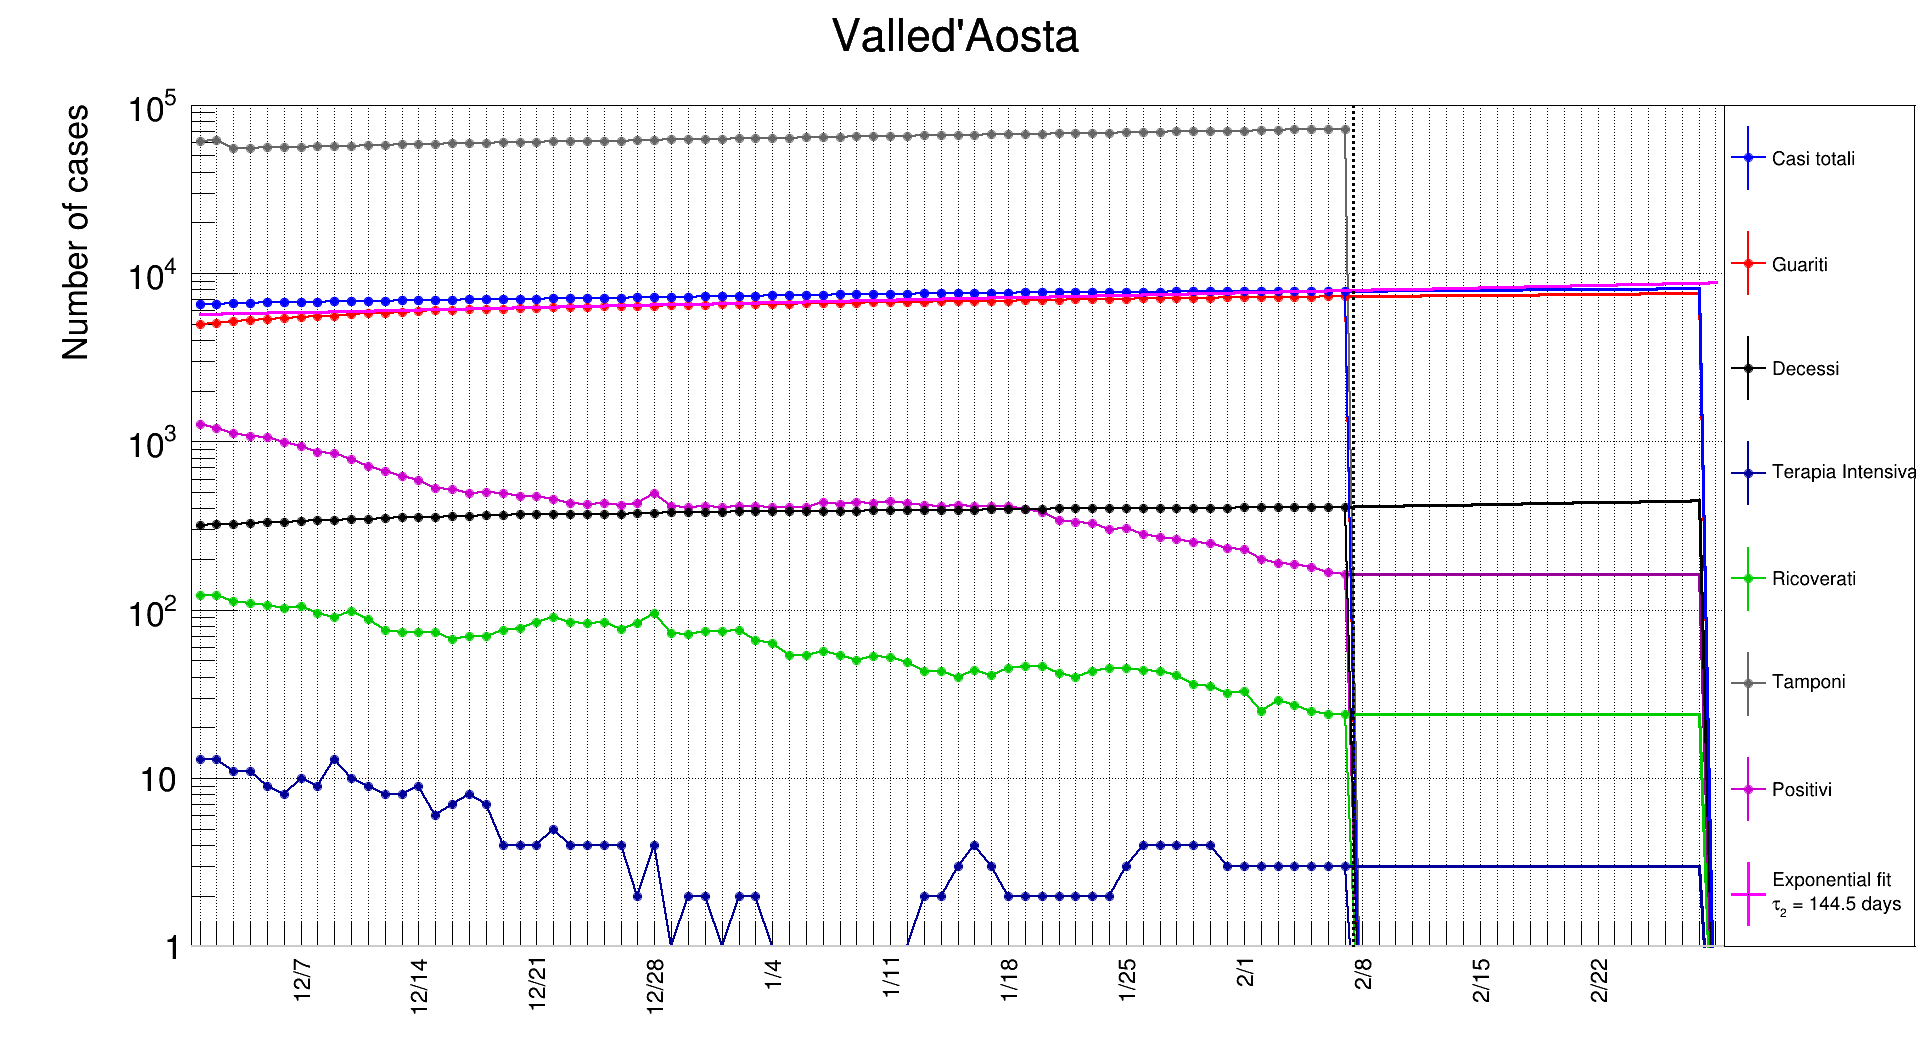 Valled'Aosta
Number of cases
10^5
10^4
10^3
10^2
10
1
12/7
12/14
12/21
12/28
1/4
1/11
1/18
1/25
2/1
2/8
2/15
2/22
Casi totali
Guariti
Decessi
Terapia Intensiva
Ricoverati
Tamponi
Positivi
Exponential fit
τ_2 = 144.5 days